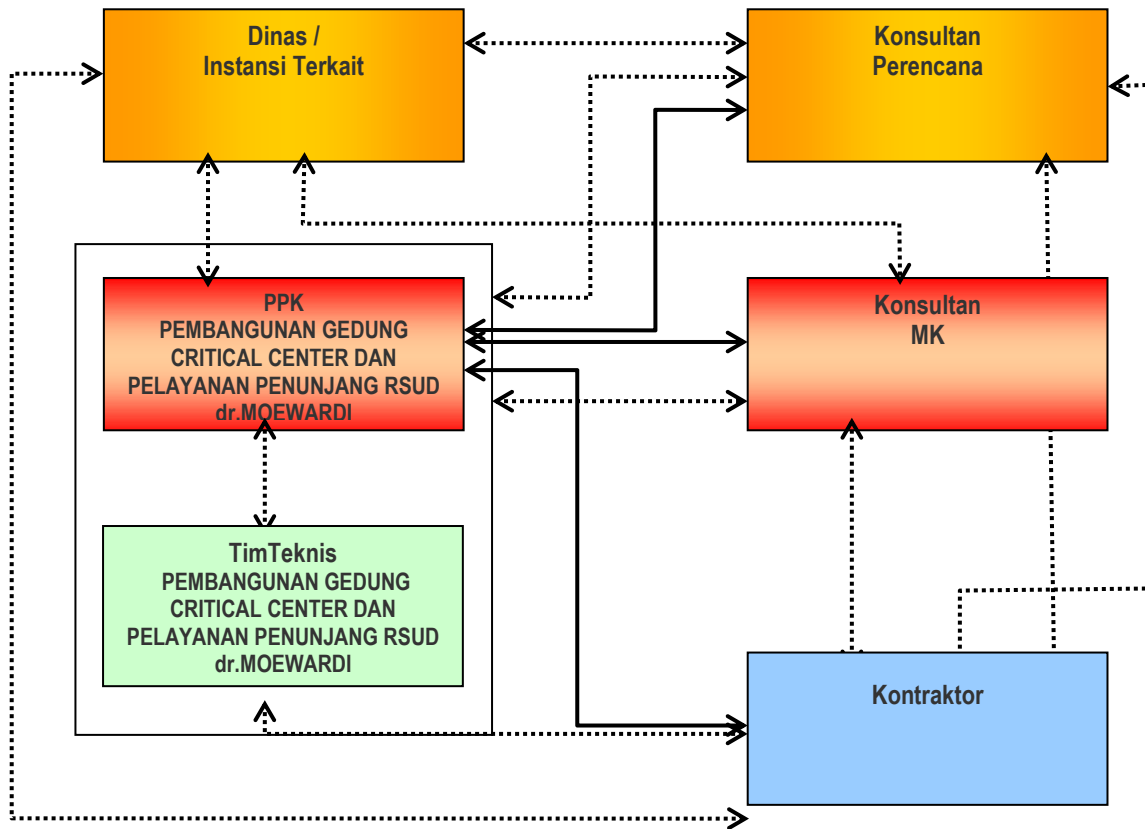 Dinas /
Instansi Terkait
Konsultan
Perencana
PPK
PEMBANGUNAN GEDUNG
CRITICAL CENTER DAN
PELAYANAN PENUNJANG RSUD
dr.MOEWARDI
Konsultan
MK
TimTeknis
PEMBANGUNAN GEDUNG
CRITICAL CENTER DAN
PELAYANAN PENUNJANG RSUD
dr.MOEWARDI
Kontraktor